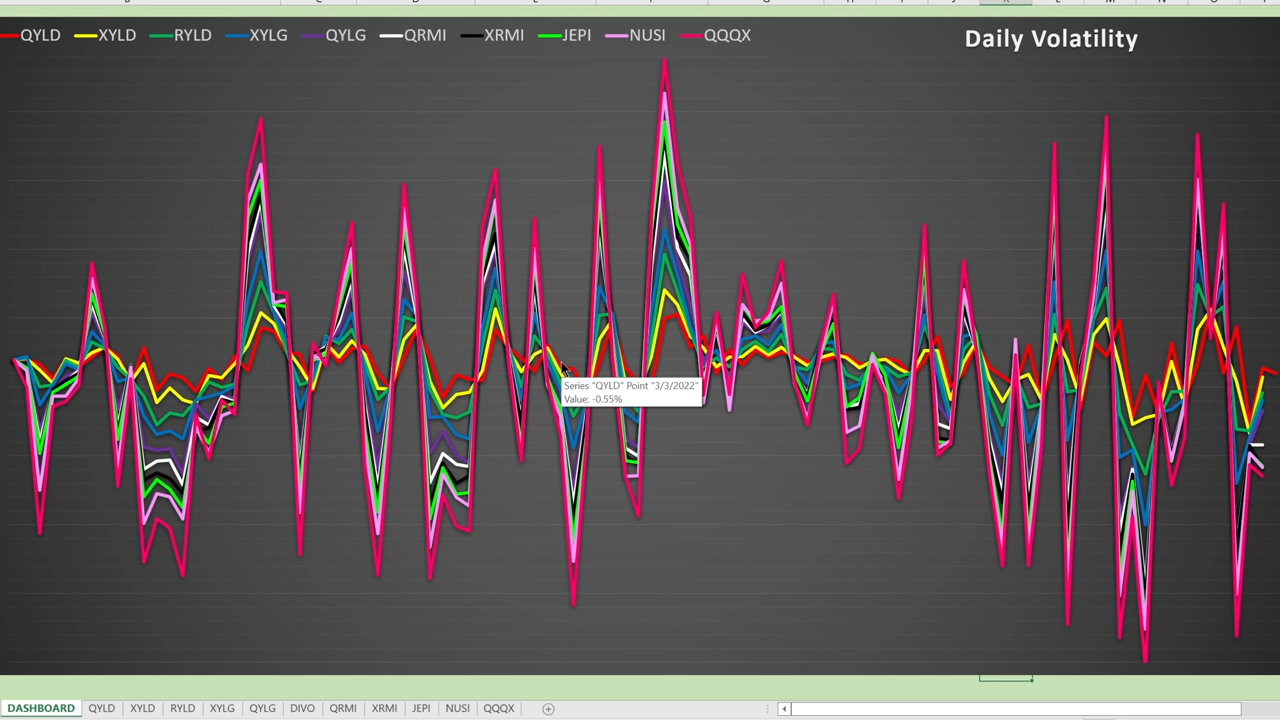 QYLD XYLD RYLD XYLG QYLG QRMI XRMI JEPI NUSI QQQX
Daily Volatility
Series "QYLD" Point "3/3/2022"
Value: -0.55%
DASHBOARD QYLD XYLD RYLD XYLG QYLG DIVO QRMI XRMI JEPI NUSI QQQX